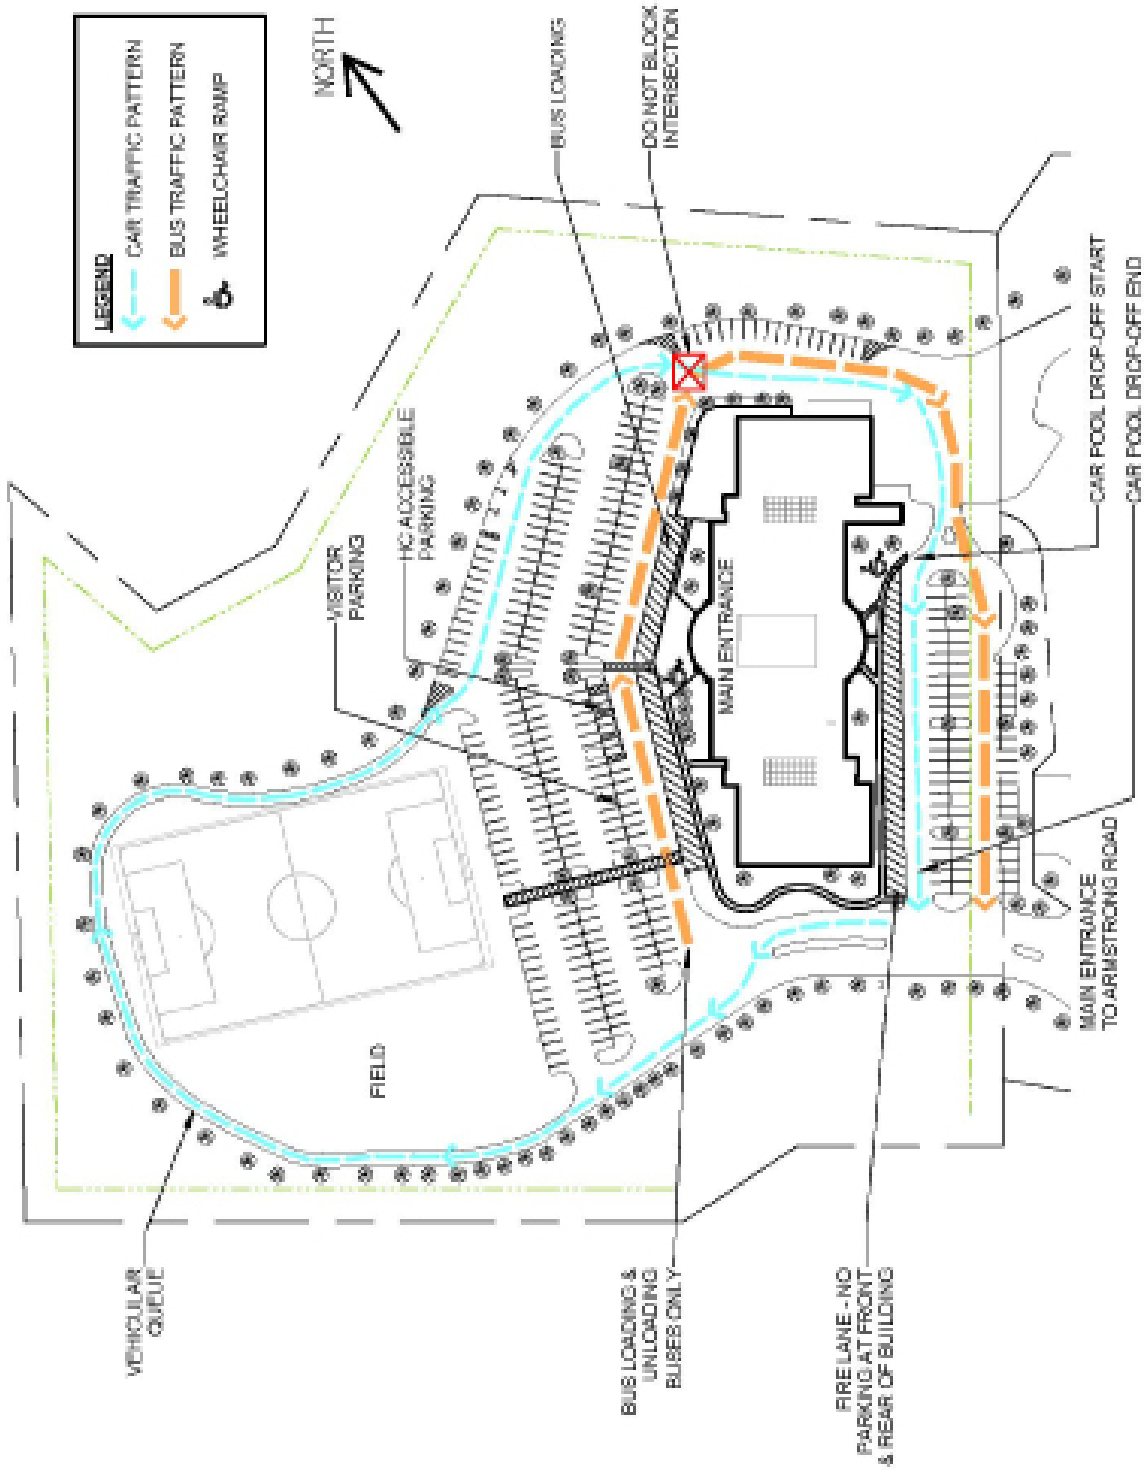 LEGEND
CAR TRAFFIC PATTERN
BUS TRAFFIC PATTERN
WHEELCHAIR RAMP
NORTH
BUS LOADING
DO NOT BLOCK
INTERSECTION
VISITOR
PARKING
HC ACCESSIBLE
PARKING
MAIN ENTRANCE
FIELD
CAR POOL DROP-OFF START
CAR POOL DROP-OFF END
MAIN ENTRANCE
TO ARMSTRONG ROAD
VEHICULAR
QUEUE
BUS LOADING &
UNLOADING
BUSES ONLY
FIRE LANE - NO
PARKING AT FRONT
& REAR OF BUILDING